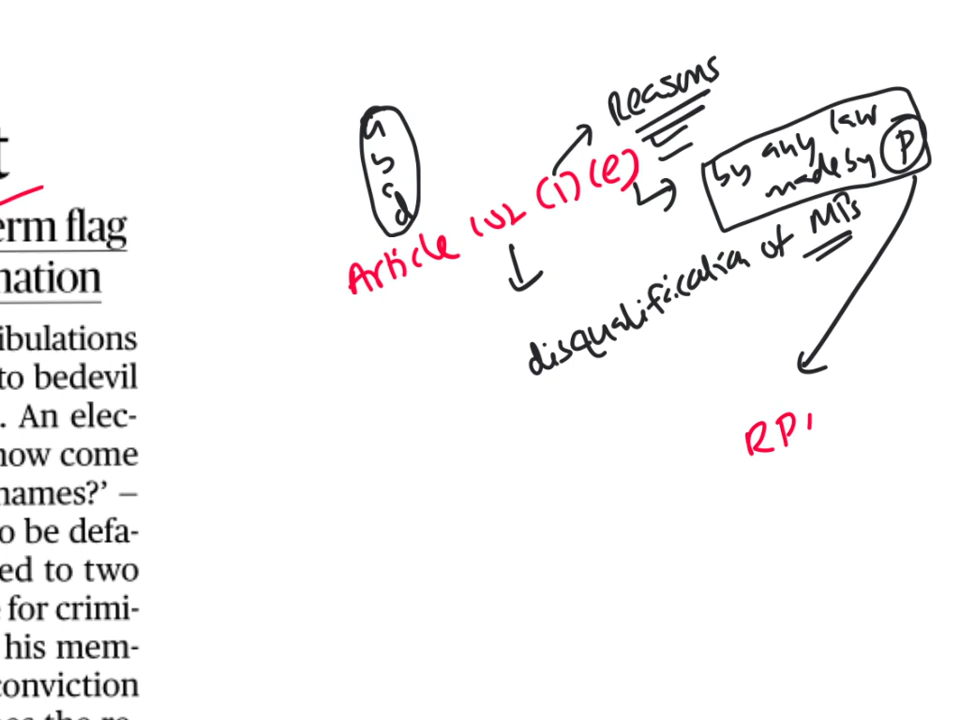 t
erm flag
nation
ibulations
to bedevil
. An elec-
now come
names?’ –
o be defa-
ed to two
for crimi-
his mem-
conviction
Reasons
a
b
c
d
Article 102 (1) (e)
by any law
made by P
disqualification of MPs
RP